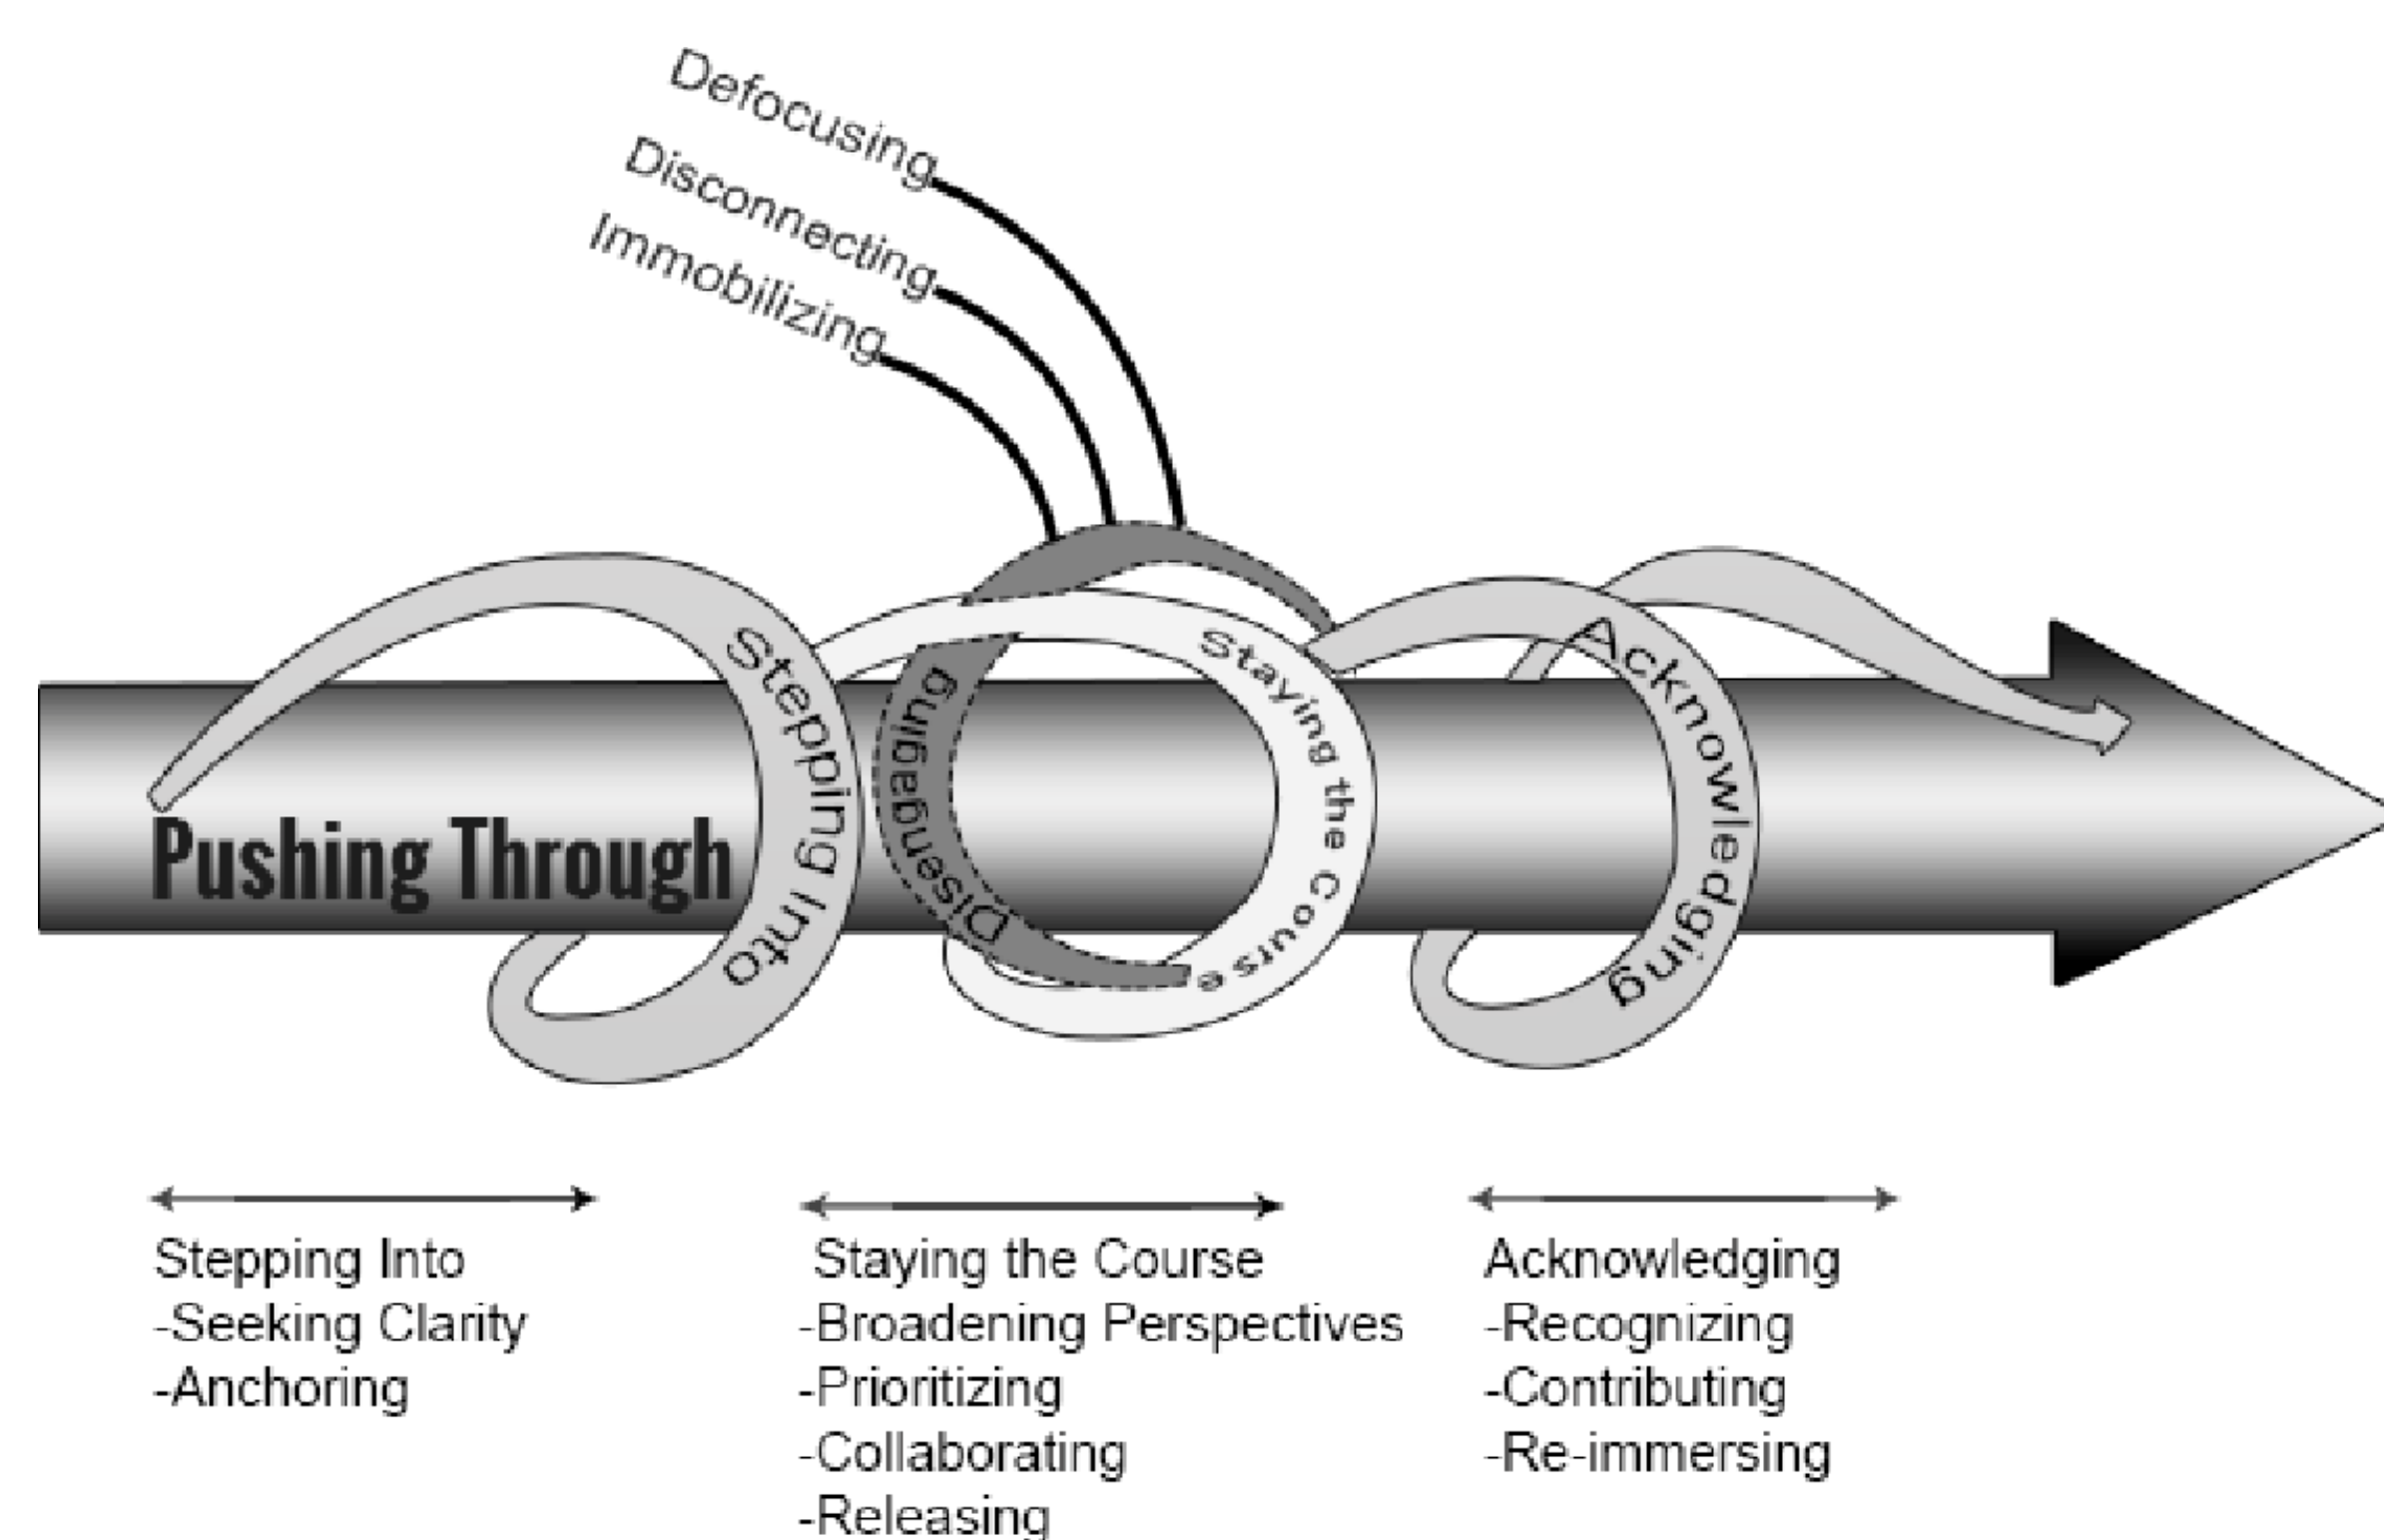 Defocusing
Disconnecting
Immobilizing
Stepping Into
Disengaging
Staying the Course
Acknowledging
Pushing Through
Stepping Into
-Seeking Clarity
-Anchoring
Staying the Course
-Broadening Perspectives
-Prioritizing
-Collaborating
-Releasing
Acknowledging
-Recognizing
-Contributing
-Re-immersing